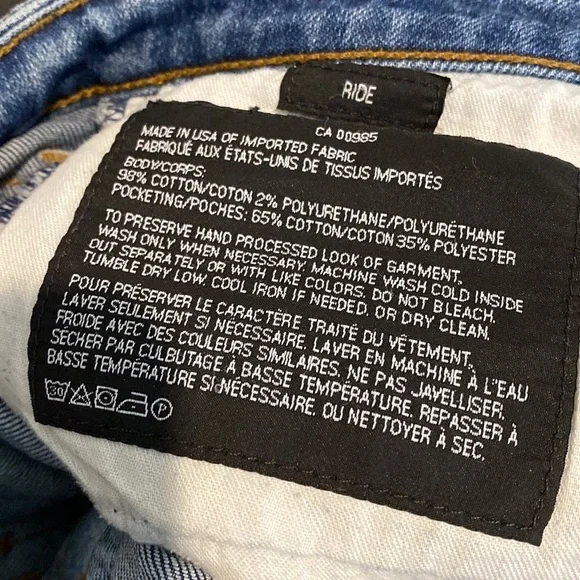 RIDE
CA 00985
MADE IN USA OF IMPORTED FABRIC
FABRIQUÉ AUX ÉTATS-UNIS DE TISSUS IMPORTÉS
BODY/CORPS:
98% COTTON/COTON 2% POLYURETHANE/POLYURÉTHANE
POCKETING/POCHES: 65% COTTON/COTON 35% POLYESTER
TO PRESERVE HAND PROCESSED LOOK OF GARMENT,
WASH ONLY WHEN NECESSARY. MACHINE WASH COLD INSIDE
OUT SEPARATELY OR WITH LIKE COLORS. DO NOT BLEACH.
TUMBLE DRY LOW. COOL IRON IF NEEDED. OR DRY CLEAN.
POUR PRÉSERVER LE CARACTÈRE TRAITÉ DU VÊTEMENT,
LAVER SEULEMENT SI NÉCESSAIRE. LAVER EN MACHINE À L'EAU
FROIDE AVEC DES COULEURS SIMILAIRES. NE PAS JAVELLISER.
SÉCHER PAR CULBUTAGE À BASSE TEMPÉRATURE. REPASSER À
BASSE TEMPÉRATURE SI NÉCESSAIRE. OU NETTOYER À SEC.
30 P